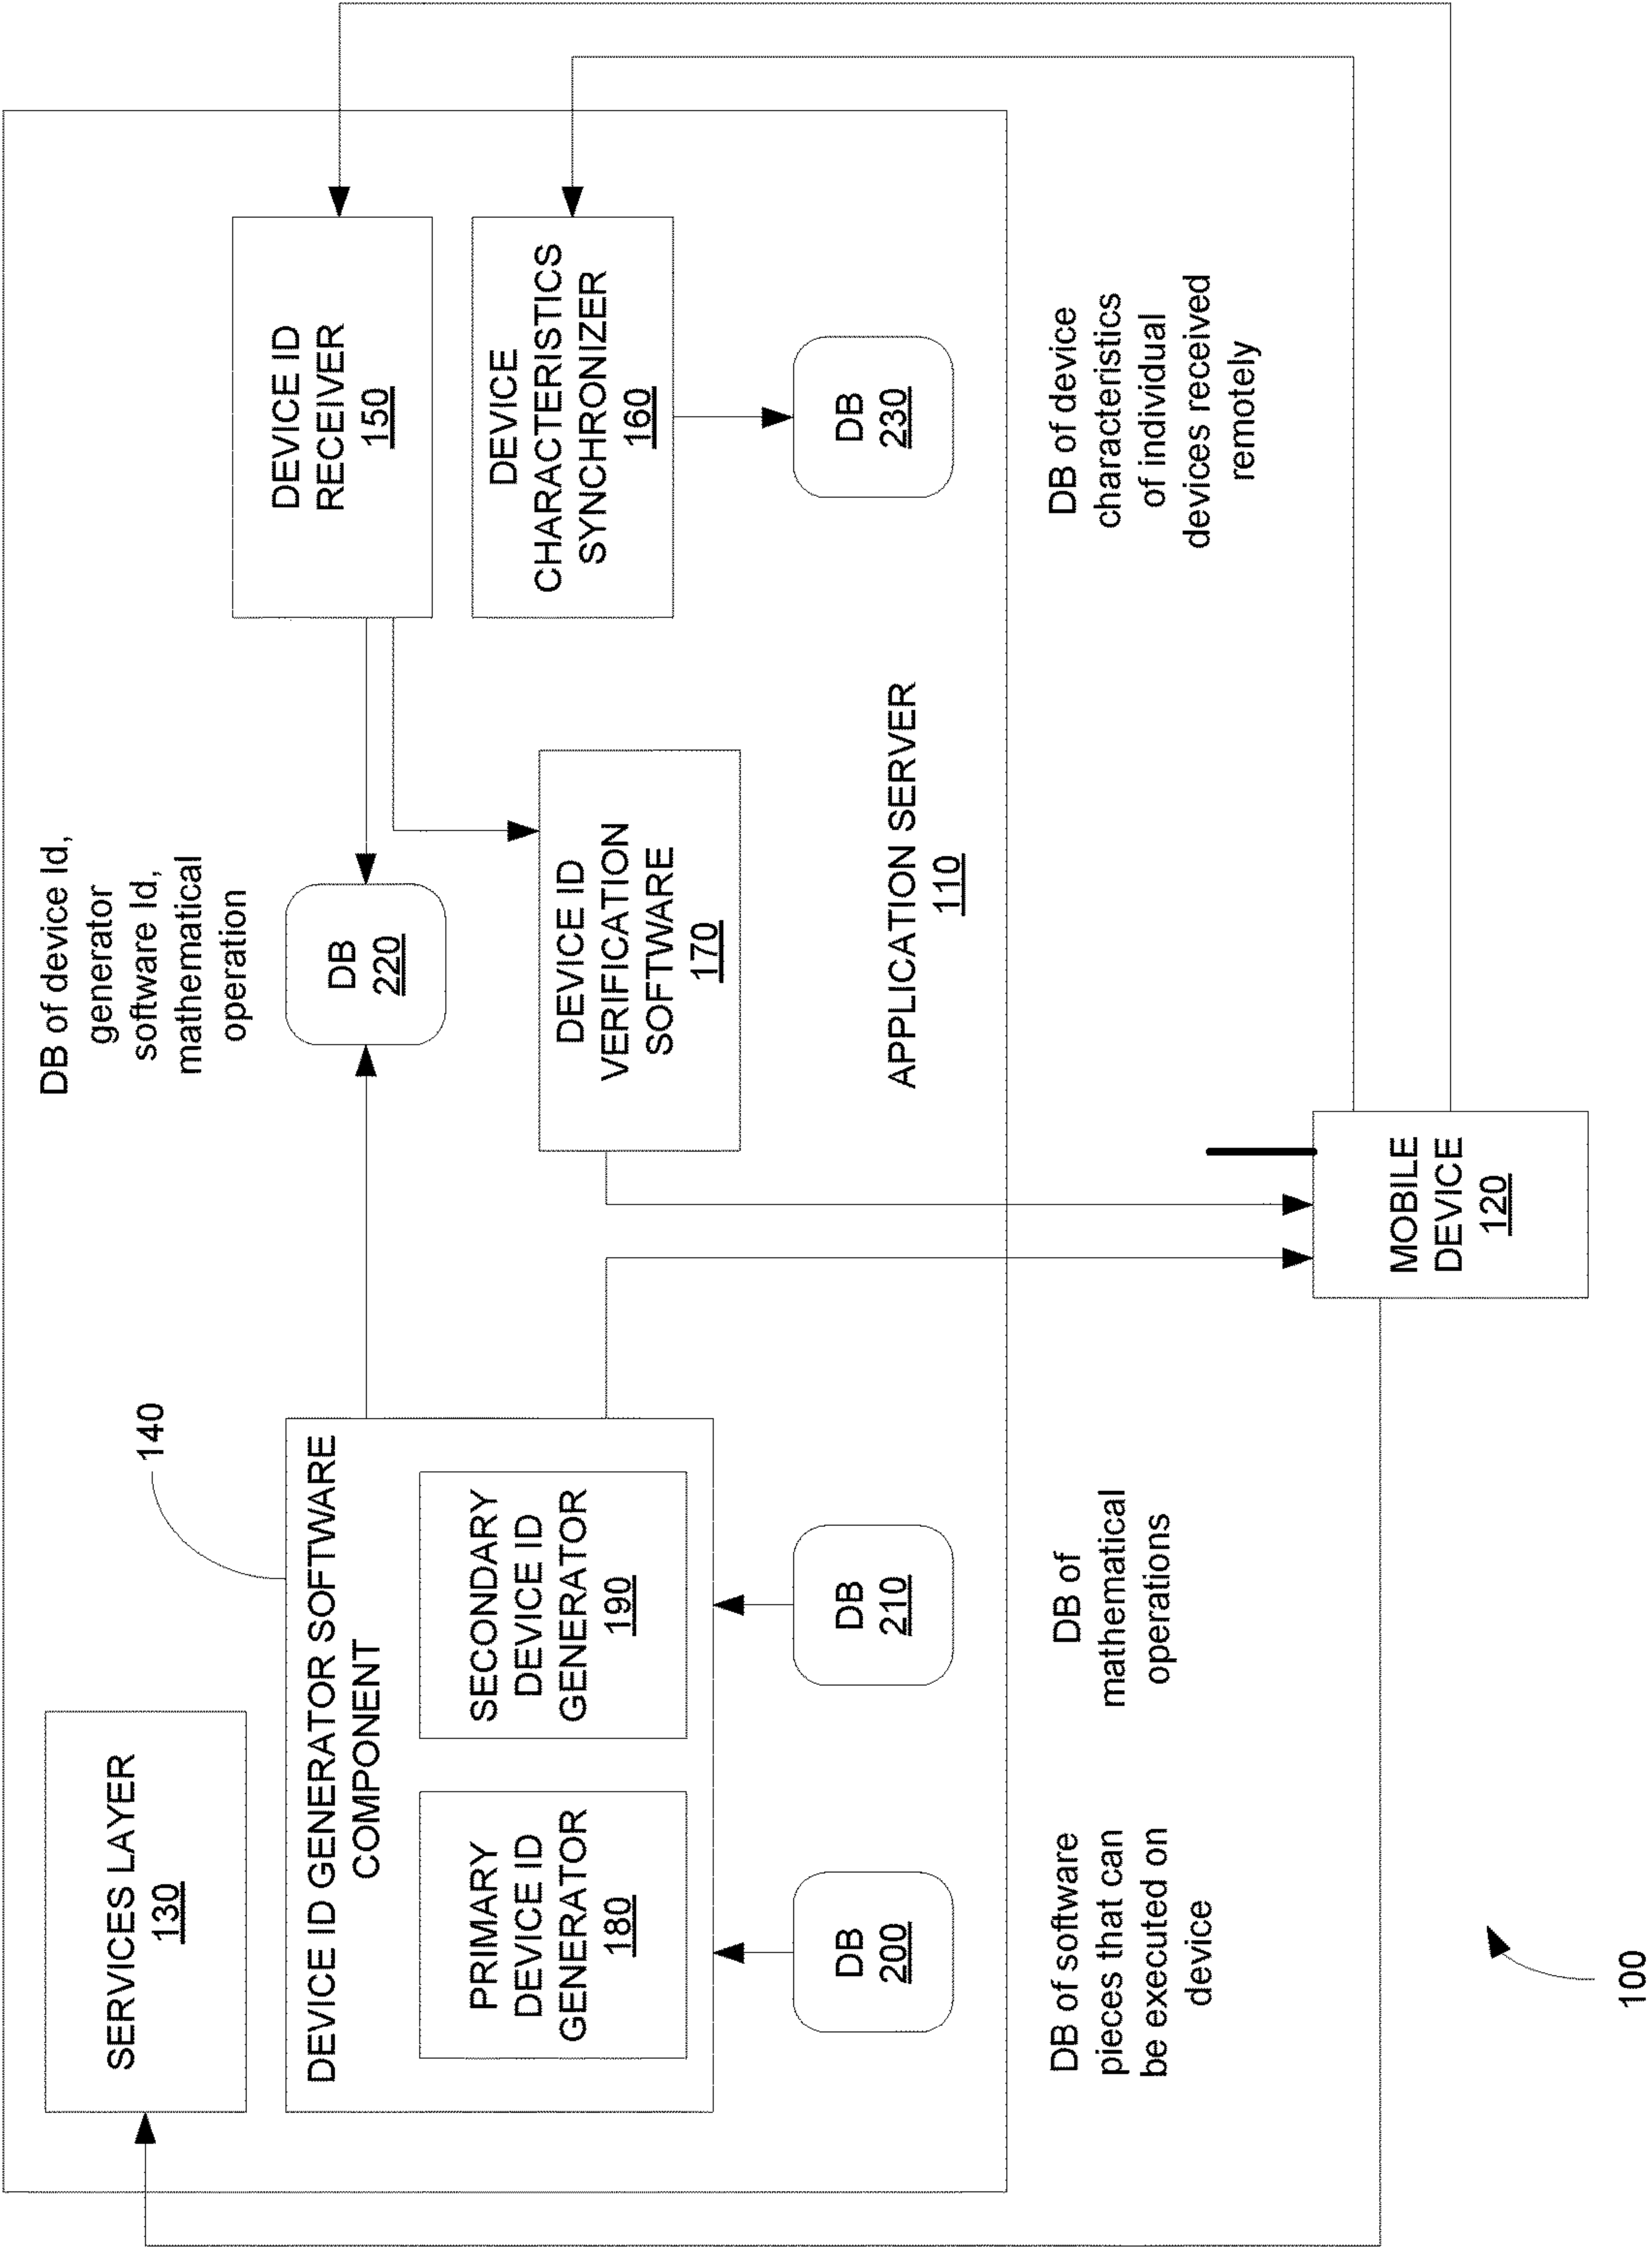 SERVICES LAYER
130
140
DEVICE ID GENERATOR SOFTWARE
COMPONENT
PRIMARY
DEVICE ID
GENERATOR
180
SECONDARY
DEVICE ID
GENERATOR
190
DB
200
DB
210
DB of software
pieces that can
be executed on
device
DB of
mathematical
operations
DB of device Id,
generator
software Id,
mathematical
operation
DB
220
DEVICE ID
VERIFICATION
SOFTWARE
170
APPLICATION SERVER
110
DEVICE ID
RECEIVER
150
DEVICE
CHARACTERISTICS
SYNCHRONIZER
160
DB
230
DB of device
characteristics
of individual
devices received
remotely
MOBILE
DEVICE
120
100